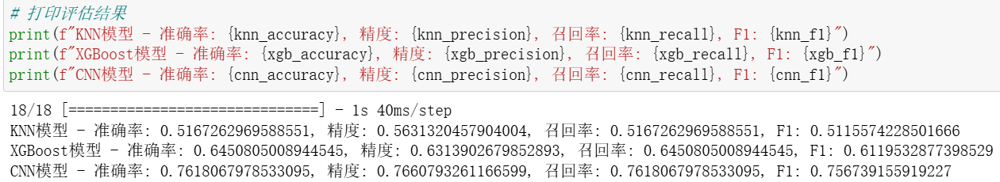 # 打印评估结果
print(f"KNN模型 - 准确率: {knn_accuracy}, 精度: {knn_precision}, 召回率: {knn_recall}, F1: {knn_f1}")
print(f"XGBoost模型 - 准确率: {xgb_accuracy}, 精度: {xgb_precision}, 召回率: {xgb_recall}, F1: {xgb_f1}")
print(f"CNN模型 - 准确率: {cnn_accuracy}, 精度: {cnn_precision}, 召回率: {cnn_recall}, F1: {cnn_f1}")
18/18 [==============================] - 1s 40ms/step
KNN模型 - 准确率: 0.5167262969588551, 精度: 0.5631320457904004, 召回率: 0.5167262969588551, F1: 0.5115574228501666
XGBoost模型 - 准确率: 0.6450805008944545, 精度: 0.6313902679852893, 召回率: 0.6450805008944545, F1: 0.6119532877398529
CNN模型 - 准确率: 0.7618067978533095, 精度: 0.7660793261166599, 召回率: 0.7618067978533095, F1: 0.756739155919227